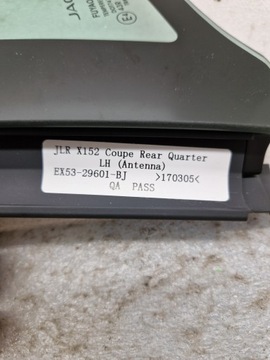 JLR X152 Coupe Rear Quarter
LH (Antenna)
EX53-29601-BJ >170305<
QA PASS